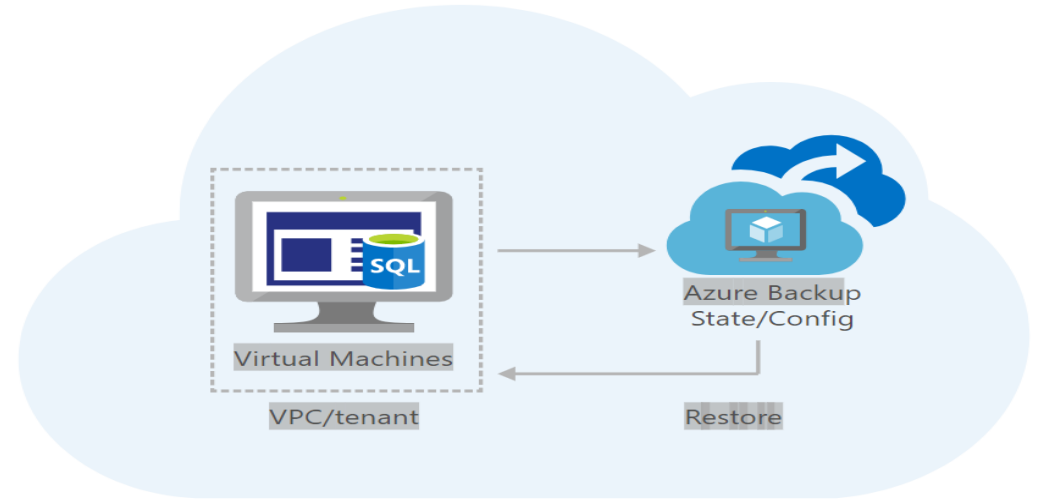 SQL
Azure Backup
State/Config
Virtual Machines
VPC/tenant
Restore